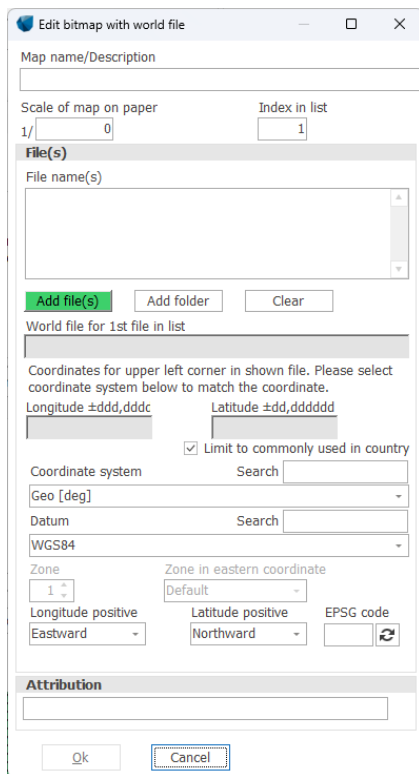 Edit bitmap with world file
Map name/Description
Scale of map on paper Index in list
1/ 0 1
File(s)
File name(s)
Add file(s) Add folder Clear
World file for 1st file in list
Coordinates for upper left corner in shown file. Please select
coordinate system below to match the coordinate.
Longitude ±ddd,dddc Latitude ±dd,dddddd
Limit to commonly used in country
Coordinate system Search
Geo [deg]
Datum Search
WGS84
Zone Zone in eastern coordinate
1 Default
Longitude positive Latitude positive EPSG code
Eastward Northward
Attribution
Ok Cancel